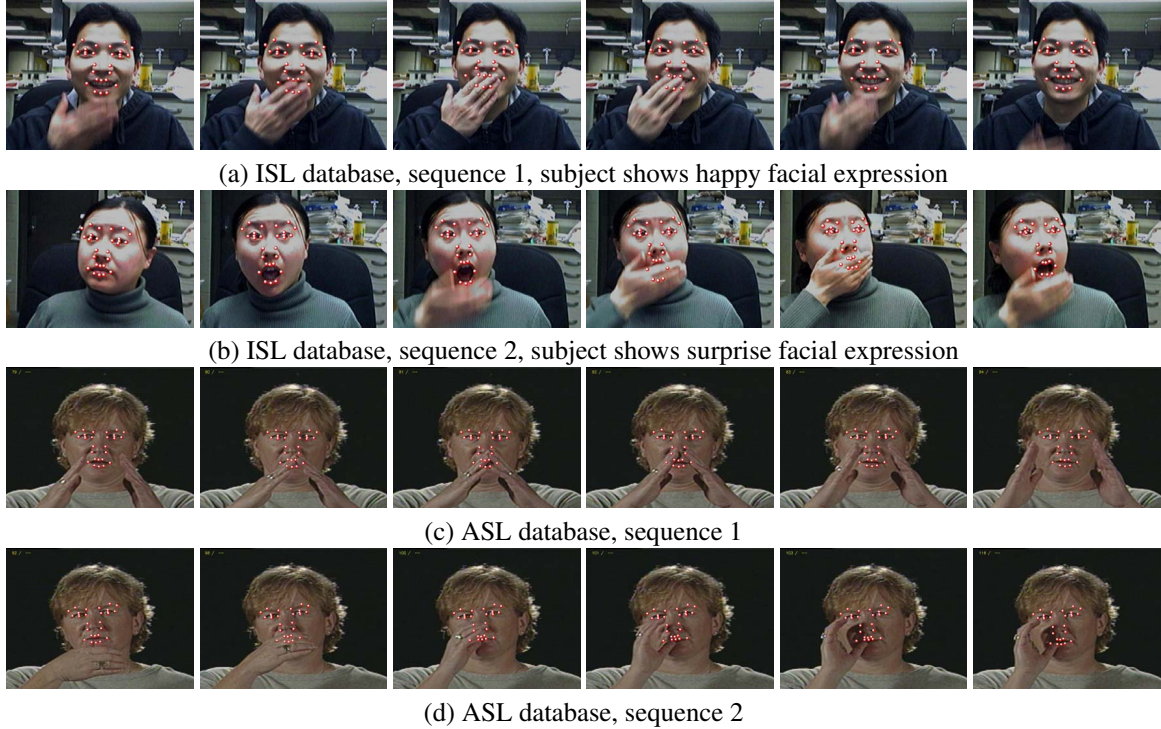 (a) ISL database, sequence 1, subject shows happy facial expression
(b) ISL database, sequence 2, subject shows surprise facial expression
(c) ASL database, sequence 1
(d) ASL database, sequence 2